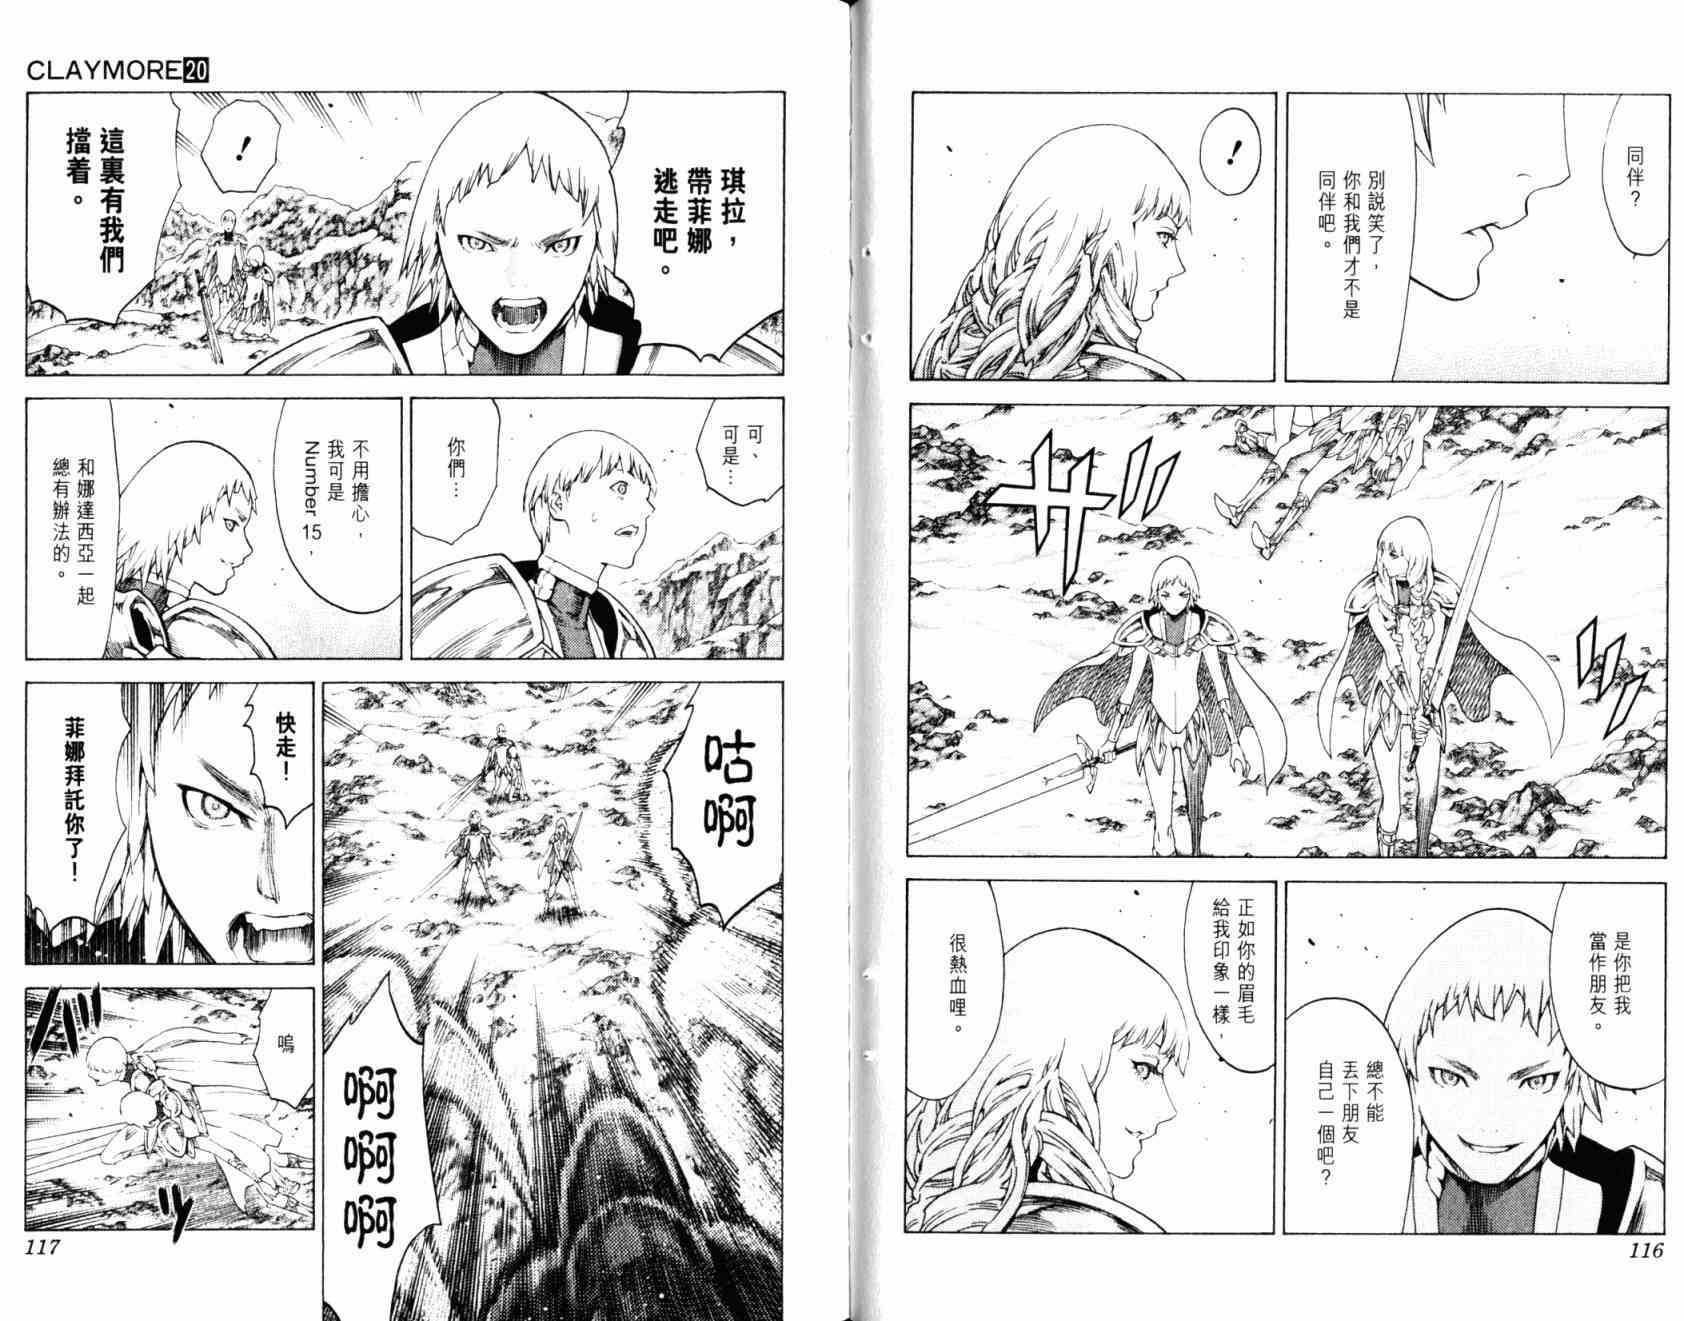 同伴？
別説笑了，
你和我們才不是
同伴吧。
！
ザッ
是你把我
當作朋友。
總不能
丟下朋友
自己一個吧？
正如你的眉毛
給我印象一樣，
很熱血哩。
116
CLAYMORE20
琪拉，
帶菲娜
逃走吧。
！
這裏有我們
擋着。
可、
可是…
你們…
不用擔心，
我可是
Number 15，
和娜達西亞一起
總有辦法的。
咕啊
啊啊啊
快走！
菲娜拜託你了！
嗚
117